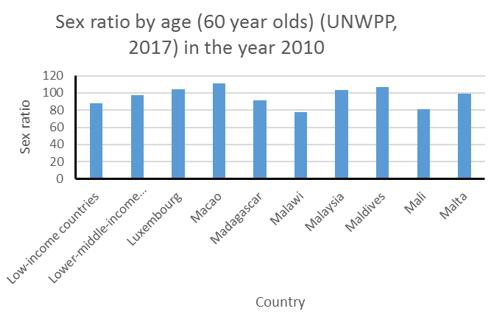 Sex ratio by age (60 year olds) (UNWPP,
2017) in the year 2010
120
100
80
60
40
20
0
Sex ratio
Low-income countries
Lower-middle-income...
Luxembourg
Macao
Madagascar
Malawi
Malaysia
Maldives
Mali
Malta
Country